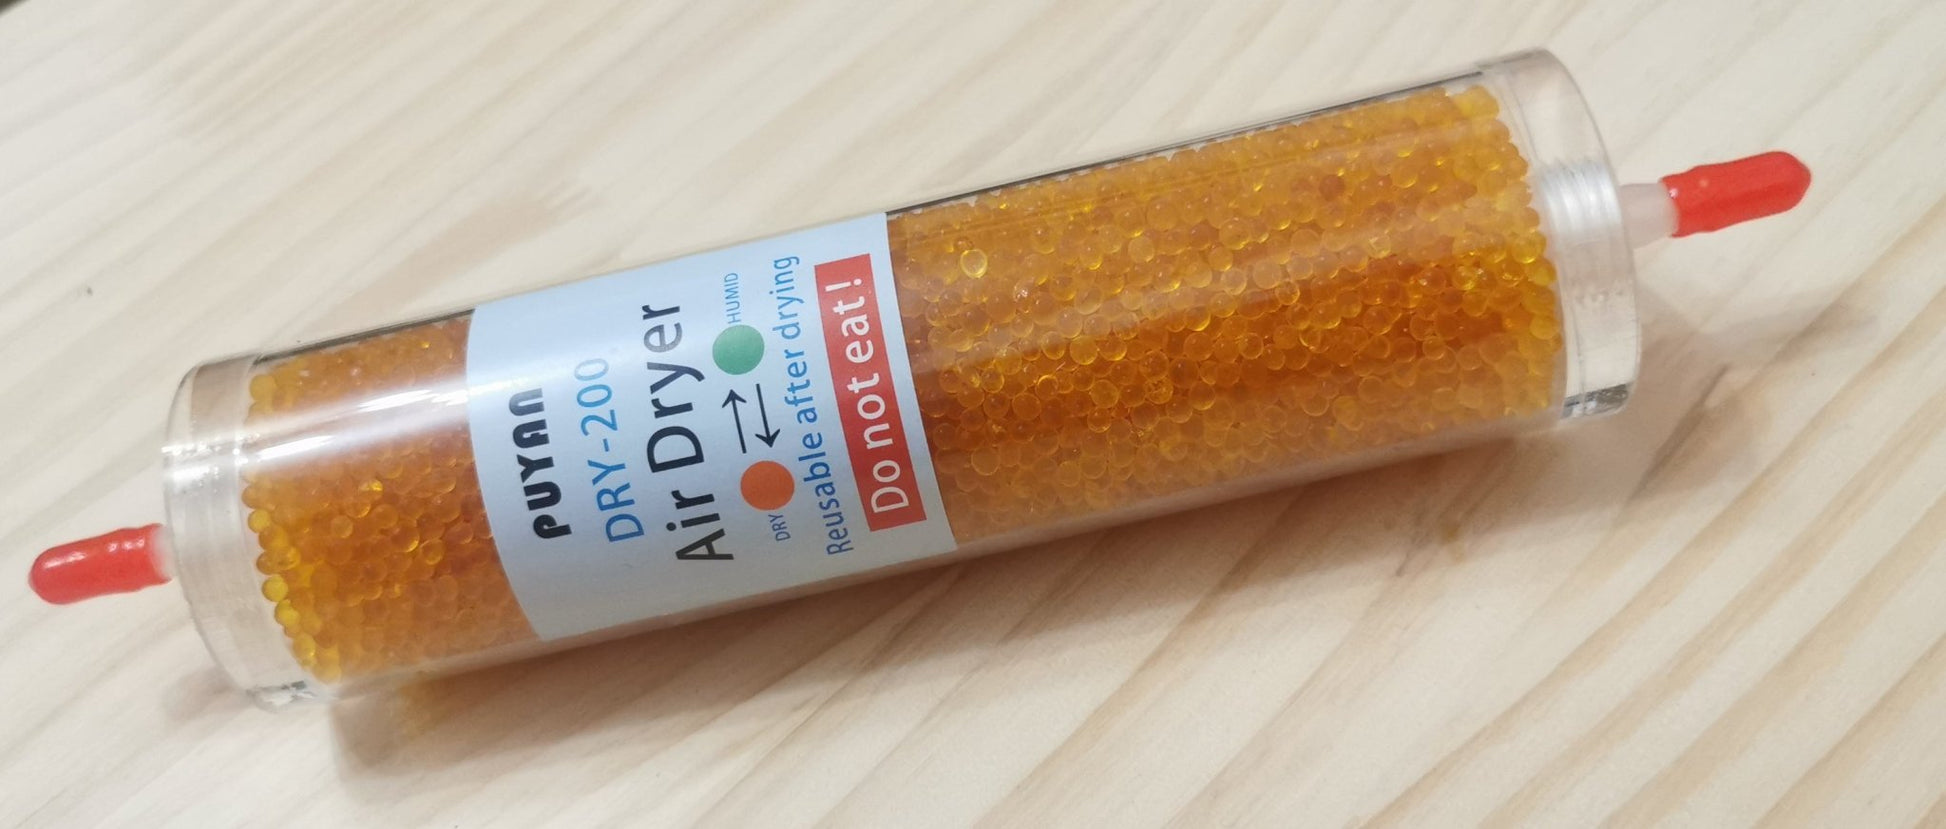 PUYAN
DRY-200
Air Dryer
DRY HUMID
Reusable after drying
Do not eat!